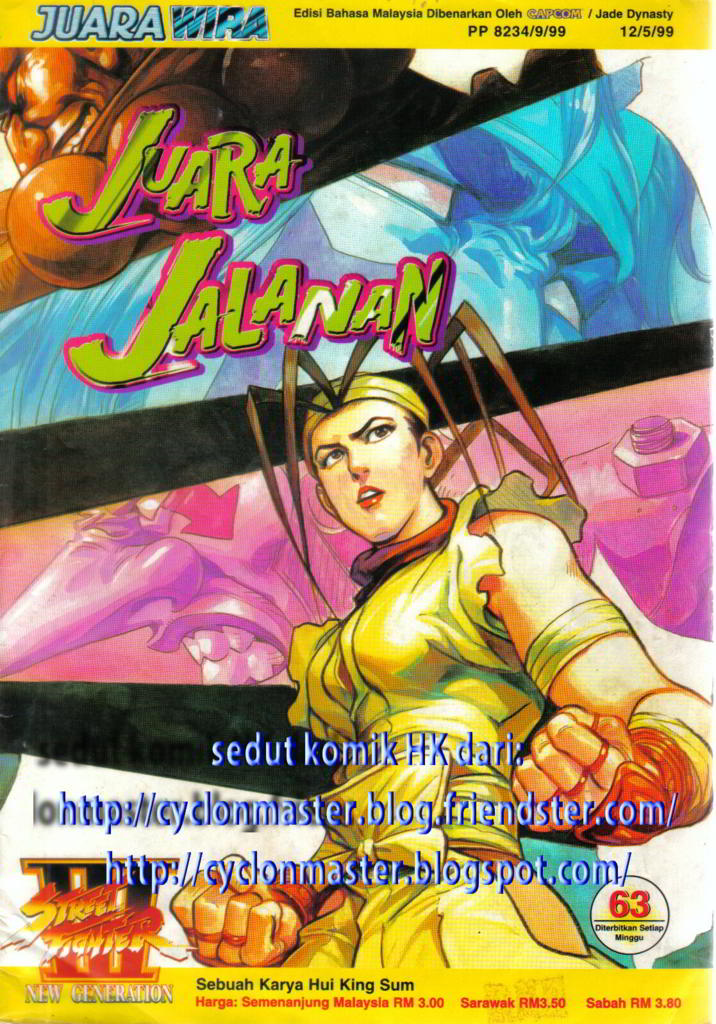 JUARA WIRA
Edisi Bahasa Malaysia Dibenarkan Oleh CAPCOM / Jade Dynasty
PP 8234/9/99 12/5/99
JUARA
JALANAN
sedut komik HK dari:
http://cyclonmaster.blog.friendster.com/
http://cyclonmaster.blogspot.com/
63
Diterbitkan Setiap
Minggu
III
STREET
FIGHTER
NEW GENERATION
Sebuah Karya Hui King Sum
Harga: Semenanjung Malaysia RM 3.00 Sarawak RM3.50 Sabah RM 3.80